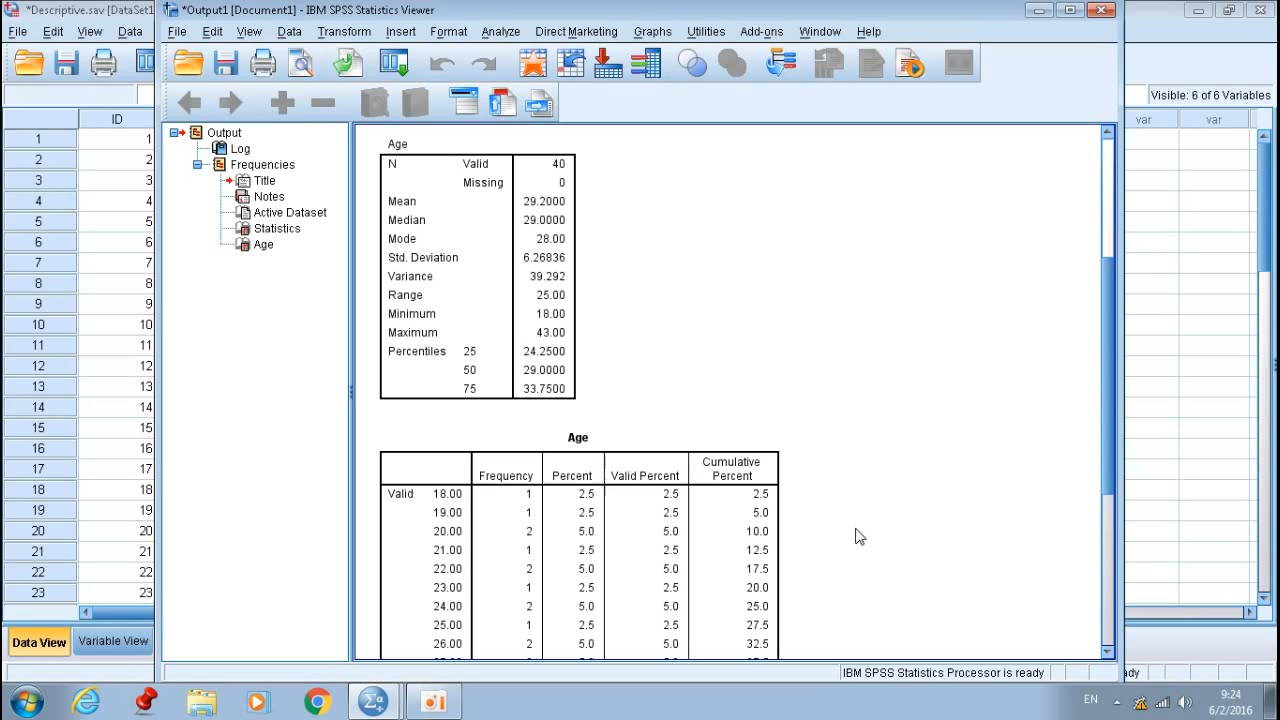 *Descriptive.sav [DataSet1
*Output1 [Document1] - IBM SPSS Statistics Viewer
File Edit View Data
File Edit View Data Transform Insert Format Analyze Direct Marketing Graphs Utilities Add-ons Window Help
Visible: 6 of 6 Variables
ID
var var
1
2
3
4
5
6
7
8
9
10
11
12
13
14
15
16
17
18
19
20
21
22
23
1
2
3
4
5
6
7
8
9
10
11
12
13
14
15
16
17
18
19
20
21
22
23
Output
Log
Frequencies
Title
Notes
Active Dataset
Statistics
Age
Age
N Valid 40
Missing 0
Mean 29.2000
Median 29.0000
Mode 28.00
Std. Deviation 6.26836
Variance 39.292
Range 25.00
Minimum 18.00
Maximum 43.00
Percentiles 25 24.2500
50 29.0000
75 33.7500
Age
Frequency Percent Valid Percent Cumulative Percent
Valid 18.00 1 2.5 2.5 2.5
19.00 1 2.5 2.5 5.0
20.00 2 5.0 5.0 10.0
21.00 1 2.5 2.5 12.5
22.00 2 5.0 5.0 17.5
23.00 1 2.5 2.5 20.0
24.00 2 5.0 5.0 25.0
25.00 1 2.5 2.5 27.5
26.00 2 5.0 5.0 32.5
Data View Variable View
IBM SPSS Statistics Processor is ready
ady
EN
9:24
6/2/2016